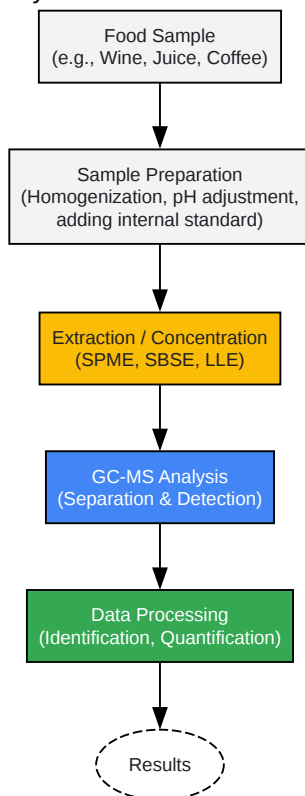 Food Sample
(e.g., Wine, Juice, Coffee)
Sample Preparation
(Homogenization, pH adjustment,
adding internal standard)
Extraction / Concentration
(SPME, SBSE, LLE)
GC-MS Analysis
(Separation & Detection)
Data Processing
(Identification, Quantification)
Results